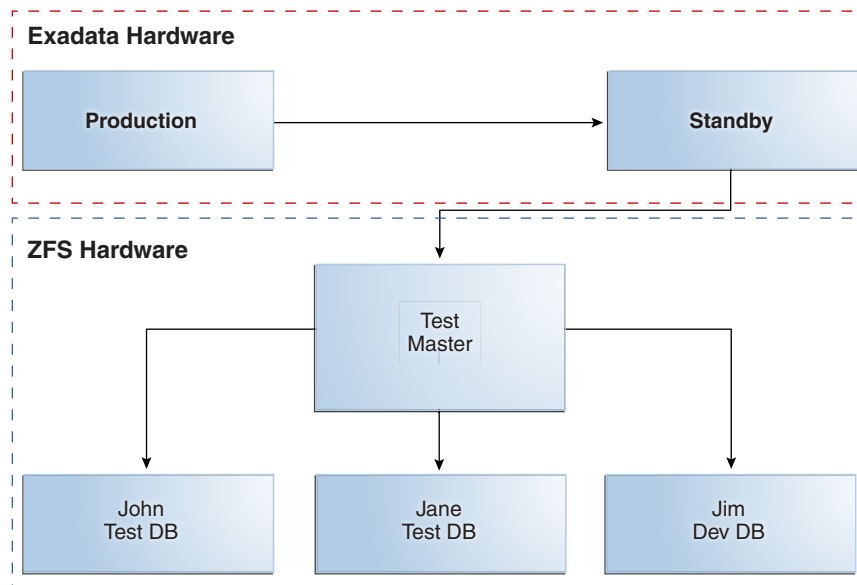 Exadata Hardware
Production
Standby
ZFS Hardware
Test
Master
John
Test DB
Jane
Test DB
Jim
Dev DB